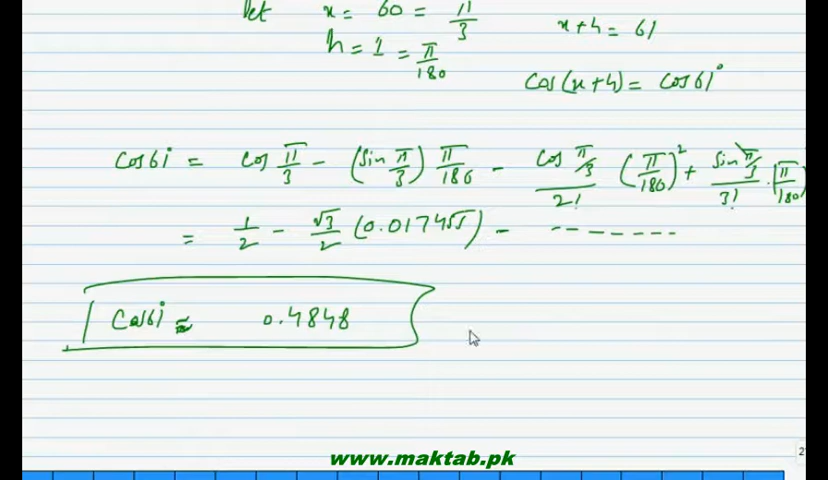 Let x = 60 = π/3
x+h = 61
h = 1 = π/180
Cos(x+h) = Cos61°
Cos61° = Cos π/3 - (Sin π/3) π/180 - Cos π/3 / 2! (π/180)² + Sin π/3 / 3! · (π/180)
= 1/2 - √3/2 (0.017455) - --------
Cos61° ≈ 0.4848
www.maktab.pk